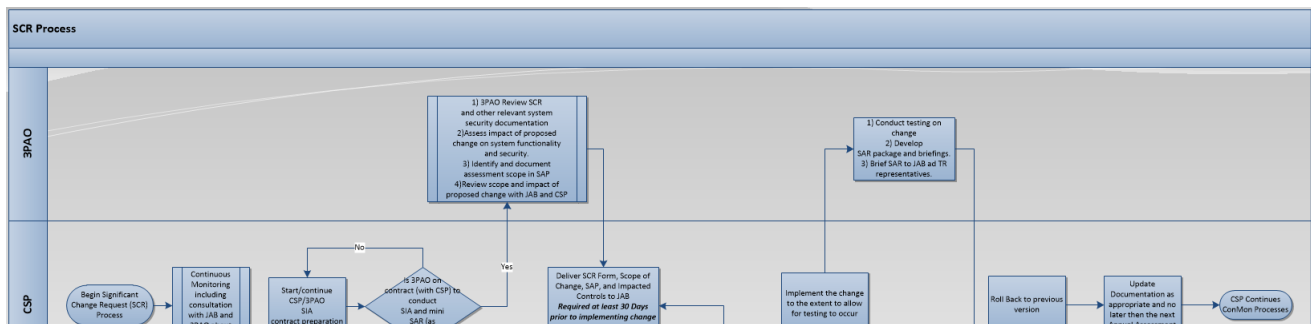 SCR Process
3PAO
1) 3PAO Review SCR
and other relevant system
security documentation
2)Assess impact of proposed
change on system functionality
and security.
3) Identify and document
assessment scope in SAP
4)Review scope and impact of
proposed change with JAB and CSP
1) Conduct testing on
change
2) Develop
SAR package and briefings.
3) Brief SAR to JAB ad TR
representatives.
CSP
Begin Significant
Change Request (SCR)
Process
Continuous
Monitoring
including
consultation
with JAB and
Start/continue
CSP/3PAO
SIA
contract preparation
No
Is 3PAO on
contract (with CSP) to
conduct
SIA and mini
SAR (as
Yes
Deliver SCR Form, Scope of
Change, SAP, and Impacted
Controls to JAB
Required at least 30 Days
prior to implementing change
Implement the change
to the extent to allow
for testing to occur
Roll Back to previous
version
Update
Documentation as
appropriate and no
later then the next
Annual Assessment
CSP Continues
ConMon Processes